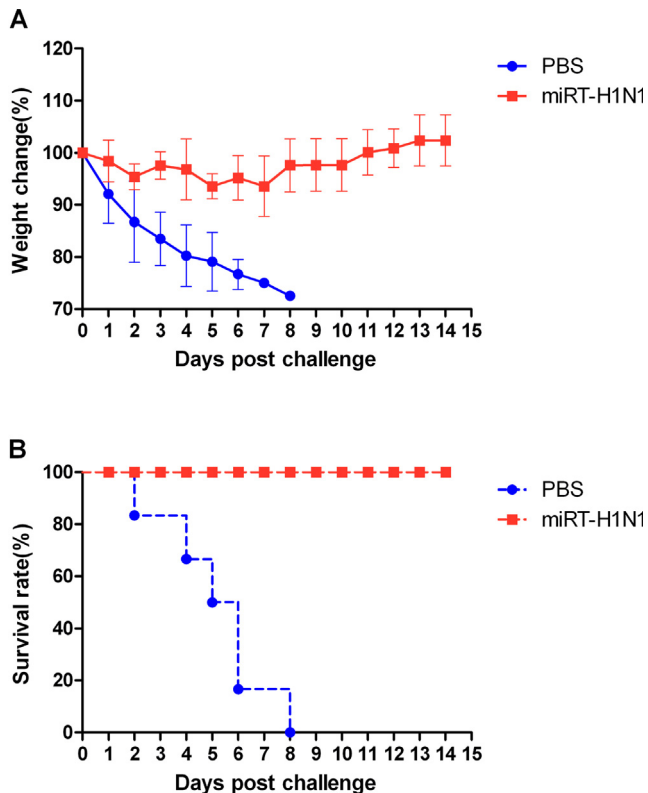 A
Weight change(%)
120
110
100
90
80
70
0 1 2 3 4 5 6 7 8 9 10 11 12 13 14 15
Days post challenge
PBS
miRT-H1N1
B
Survival rate(%)
100
80
60
40
20
0
0 1 2 3 4 5 6 7 8 9 10 11 12 13 14 15
Days post challenge
PBS
miRT-H1N1